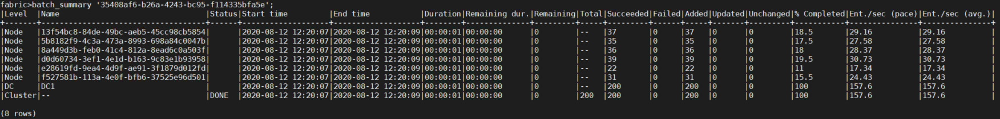 fabric>batch_summary '35408af6-b26a-4243-bc95-f114335bfa5e';
|Level  |Name                                |Status|Start time         |End time           |Duration|Remaining dur.|Remaining|Total|Succeeded|Failed|Added|Updated|Unchanged|% Completed|Ent./sec (pace)|Ent./sec (avg.)|
+-------+------------------------------------+------+-------------------+-------------------+--------+--------------+---------+-----+---------+------+-----+-------+---------+-----------+---------------+---------------+
|Node   |13f54bc8-84de-49bc-aeb5-45cc98cb5854|      |2020-08-12 12:20:07|2020-08-12 12:20:09|00:00:01|00:00:00      |0        |--   |37       |0     |37   |0      |0        |18.5       |29.16          |29.16          |
|Node   |5b8182f9-4c3a-473a-8993-698a84c0047b|      |2020-08-12 12:20:07|2020-08-12 12:20:09|00:00:01|00:00:00      |0        |--   |35       |0     |35   |0      |0        |17.5       |27.58          |27.58          |
|Node   |8a449d3b-feb0-41c4-812a-8ead6c0a503f|      |2020-08-12 12:20:07|2020-08-12 12:20:09|00:00:01|00:00:00      |0        |--   |36       |0     |36   |0      |0        |18         |28.37          |28.37          |
|Node   |d0d60734-3ef1-4e1d-b163-9c83e1b93958|      |2020-08-12 12:20:07|2020-08-12 12:20:09|00:00:01|00:00:00      |0        |--   |39       |0     |39   |0      |0        |19.5       |30.73          |30.73          |
|Node   |e28619fd-9ea4-4d9f-ae91-3f1879d012fd|      |2020-08-12 12:20:07|2020-08-12 12:20:09|00:00:01|00:00:00      |0        |--   |22       |0     |22   |0      |0        |11         |17.34          |17.34          |
|Node   |f527581b-113a-4e0f-bfb6-37525e96d501|      |2020-08-12 12:20:07|2020-08-12 12:20:09|00:00:01|00:00:00      |0        |--   |31       |0     |31   |0      |0        |15.5       |24.43          |24.43          |
|DC     |DC1                                 |      |2020-08-12 12:20:07|2020-08-12 12:20:09|00:00:01|00:00:00      |0        |--   |200      |0     |200  |0      |0        |100        |157.6          |157.6          |
|Cluster|--                                  |DONE  |2020-08-12 12:20:07|2020-08-12 12:20:09|00:00:01|00:00:00      |0        |200  |200      |0     |200  |0      |0        |100        |157.6          |157.6          |
(8 rows)